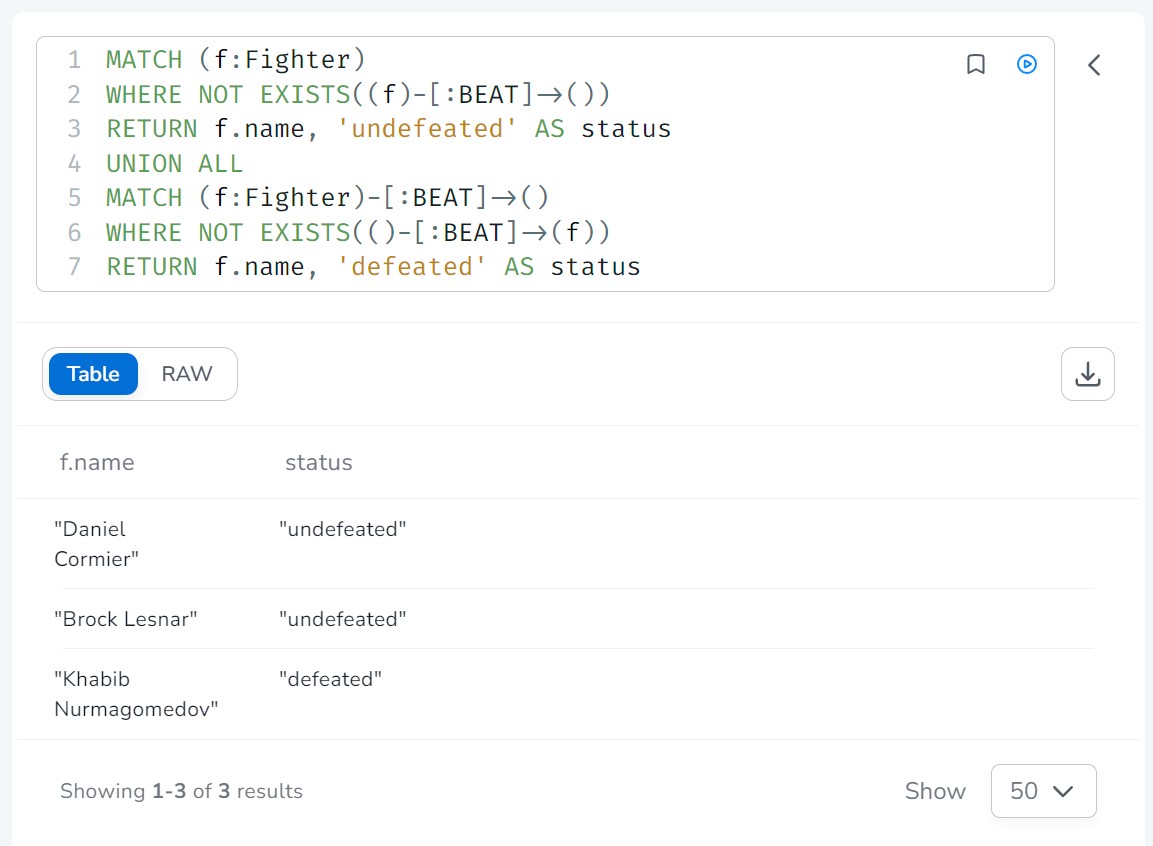 1 MATCH (f:Fighter)
2 WHERE NOT EXISTS((f)-[:BEAT]->())
3 RETURN f.name, 'undefeated' AS status
4 UNION ALL
5 MATCH (f:Fighter)-[:BEAT]->()
6 WHERE NOT EXISTS(()-[:BEAT]->(f))
7 RETURN f.name, 'defeated' AS status
Table RAW
f.name status
"Daniel "undefeated"
Cormier"
"Brock Lesnar" "undefeated"
"Khabib "defeated"
Nurmagomedov"
Showing 1-3 of 3 results Show 50